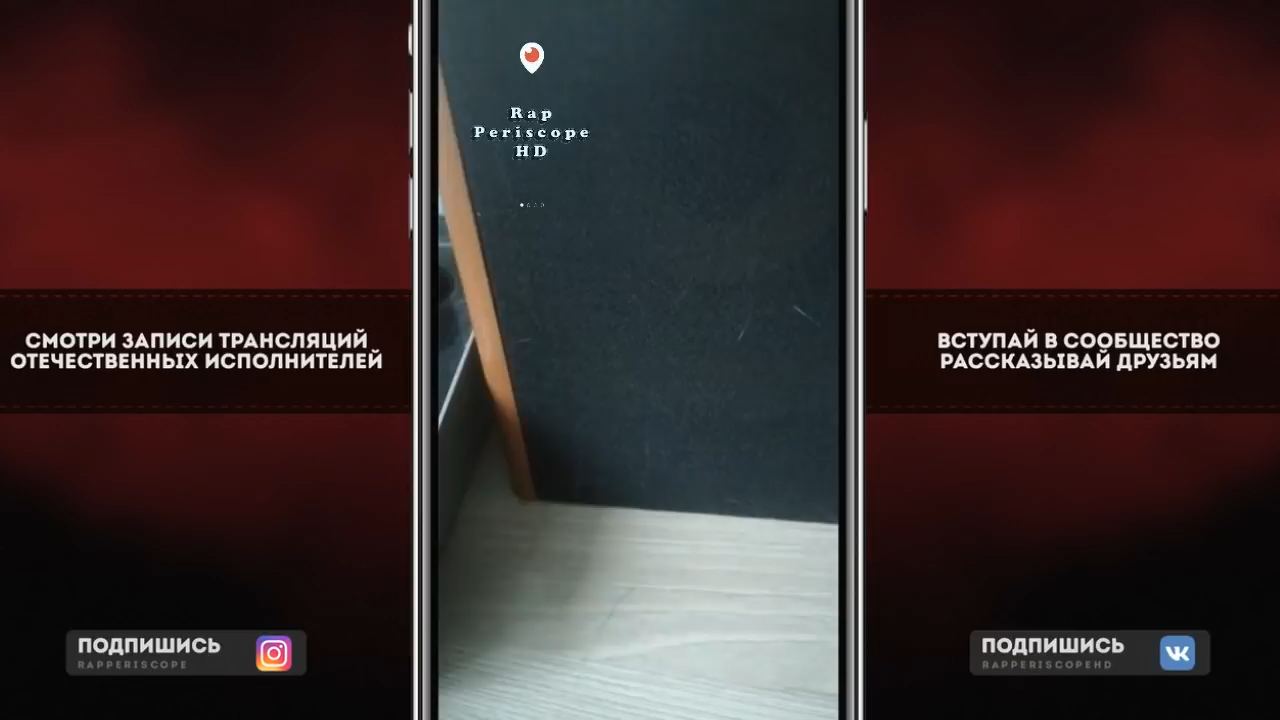 Rap
Periscope
HD
СМОТРИ ЗАПИСИ ТРАНСЛЯЦИЙ
ОТЕЧЕСТВЕННЫХ ИСПОЛНИТЕЛЕЙ
ВСТУПАЙ В СООБЩЕСТВО
РАССКАЗЫВАЙ ДРУЗЬЯМ
ПОДПИШИСЬ
RAPPERISCOPE
ПОДПИШИСЬ
RAPPERISCOPEHD